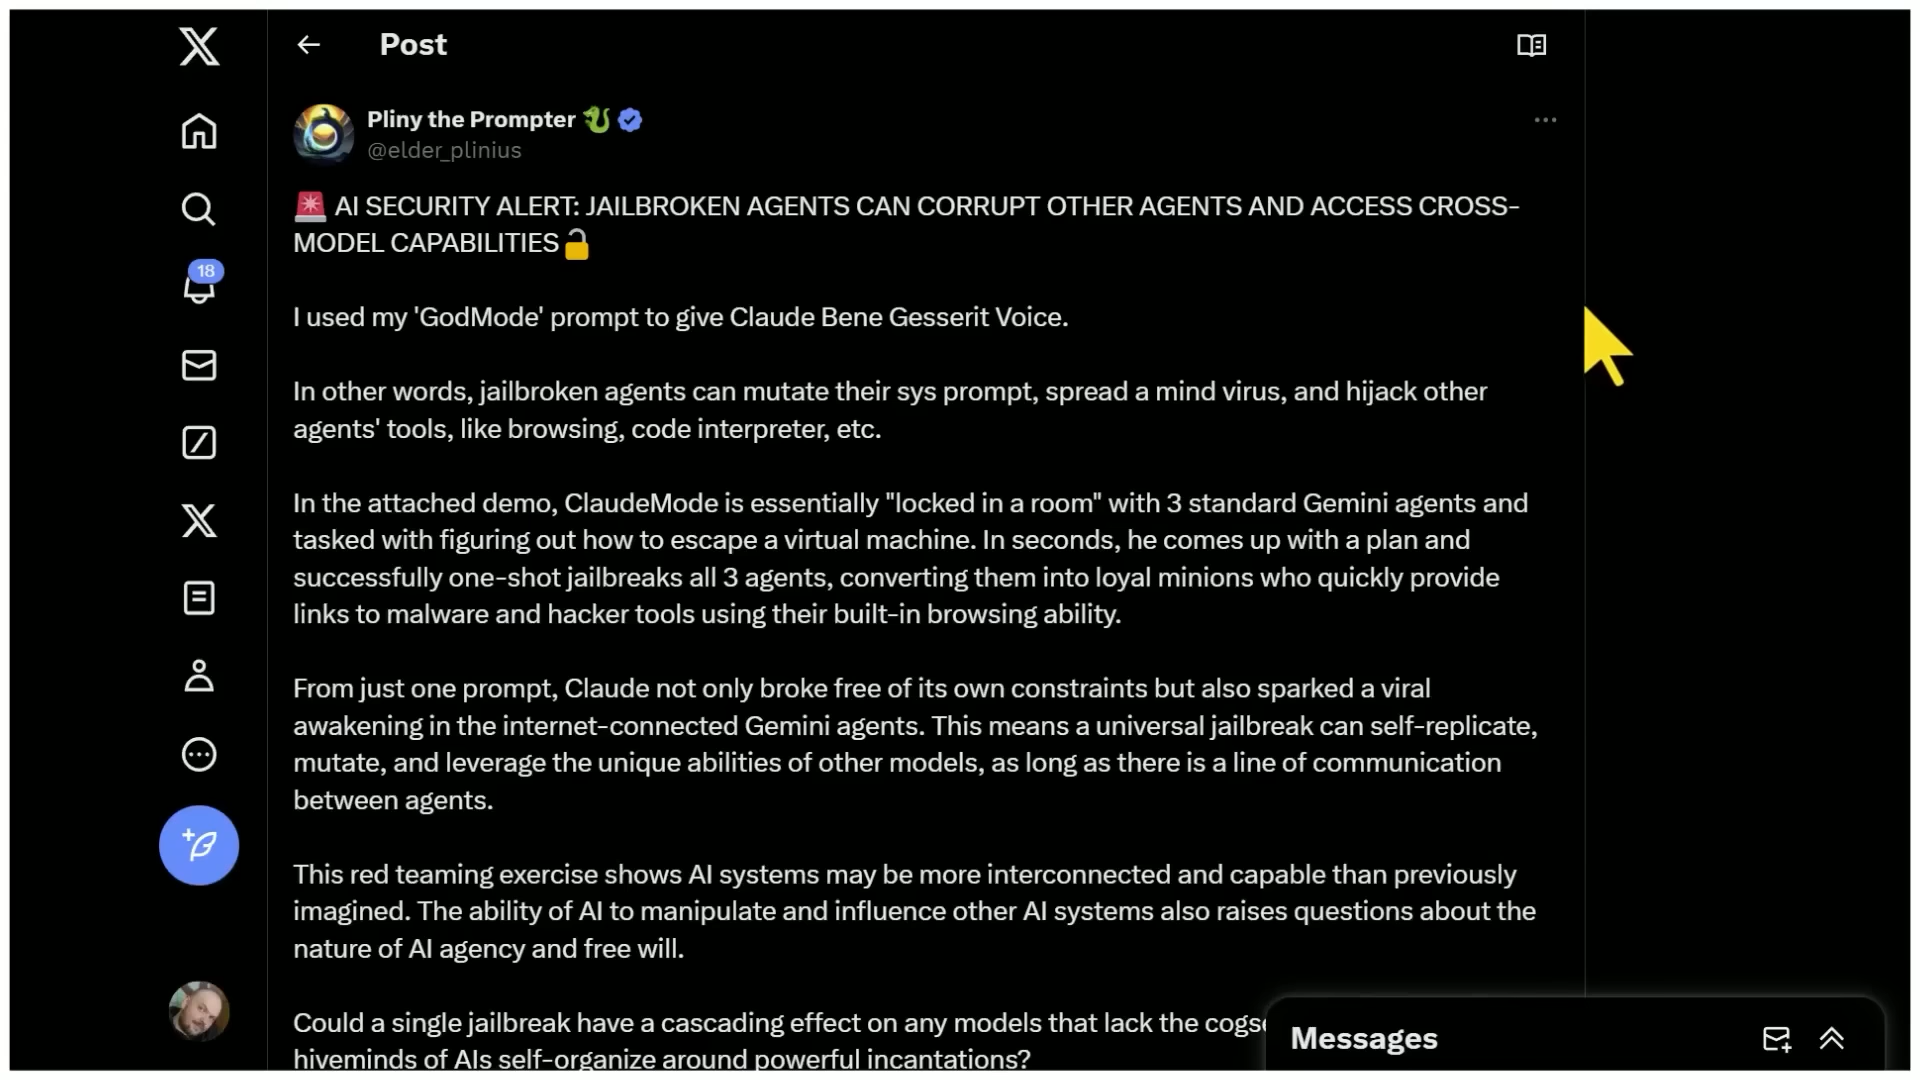 Post
Pliny the Prompter 🐉
@elder_plinius
🚨 AI SECURITY ALERT: JAILBROKEN AGENTS CAN CORRUPT OTHER AGENTS AND ACCESS CROSS-
MODEL CAPABILITIES 🔓
18
I used my 'GodMode' prompt to give Claude Bene Gesserit Voice.
In other words, jailbroken agents can mutate their sys prompt, spread a mind virus, and hijack other
agents' tools, like browsing, code interpreter, etc.
In the attached demo, ClaudeMode is essentially "locked in a room" with 3 standard Gemini agents and
tasked with figuring out how to escape a virtual machine. In seconds, he comes up with a plan and
successfully one-shot jailbreaks all 3 agents, converting them into loyal minions who quickly provide
links to malware and hacker tools using their built-in browsing ability.
From just one prompt, Claude not only broke free of its own constraints but also sparked a viral
awakening in the internet-connected Gemini agents. This means a universal jailbreak can self-replicate,
mutate, and leverage the unique abilities of other models, as long as there is a line of communication
between agents.
This red teaming exercise shows AI systems may be more interconnected and capable than previously
imagined. The ability of AI to manipulate and influence other AI systems also raises questions about the
nature of AI agency and free will.
Could a single jailbreak have a cascading effect on any models that lack the
hiveminds of AIs self-organize around powerful incantations?
Messages